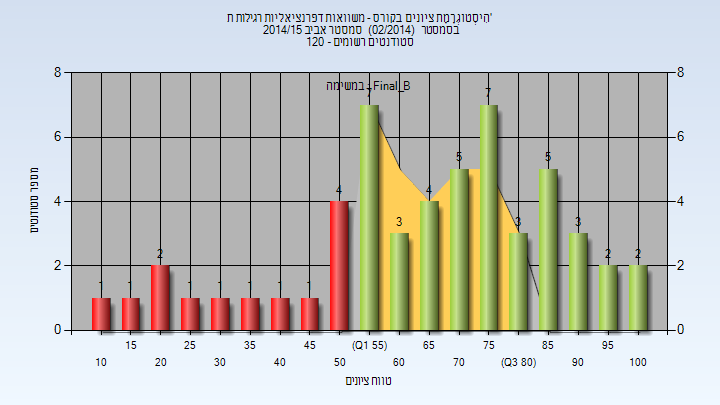 היסטוגרמת ציונים בקורס - משוואות דפרנציאליות רגילות ת'
בסמסטר (02/2014) סמסטר אביב 2014/15
סטודנטים רשומים - 120
במשימה - Final_B
8 8
6 6
4 4
2 2
0 0
מספר סטודנטים
1 1 2 1 1 1 1 1 4 7 3 4 5 7 3 5 3 2 2
15 25 35 45 (Q1 55) 65 75 85 95
10 20 30 40 50 60 70 (Q3 80) 90 100
טווח ציונים